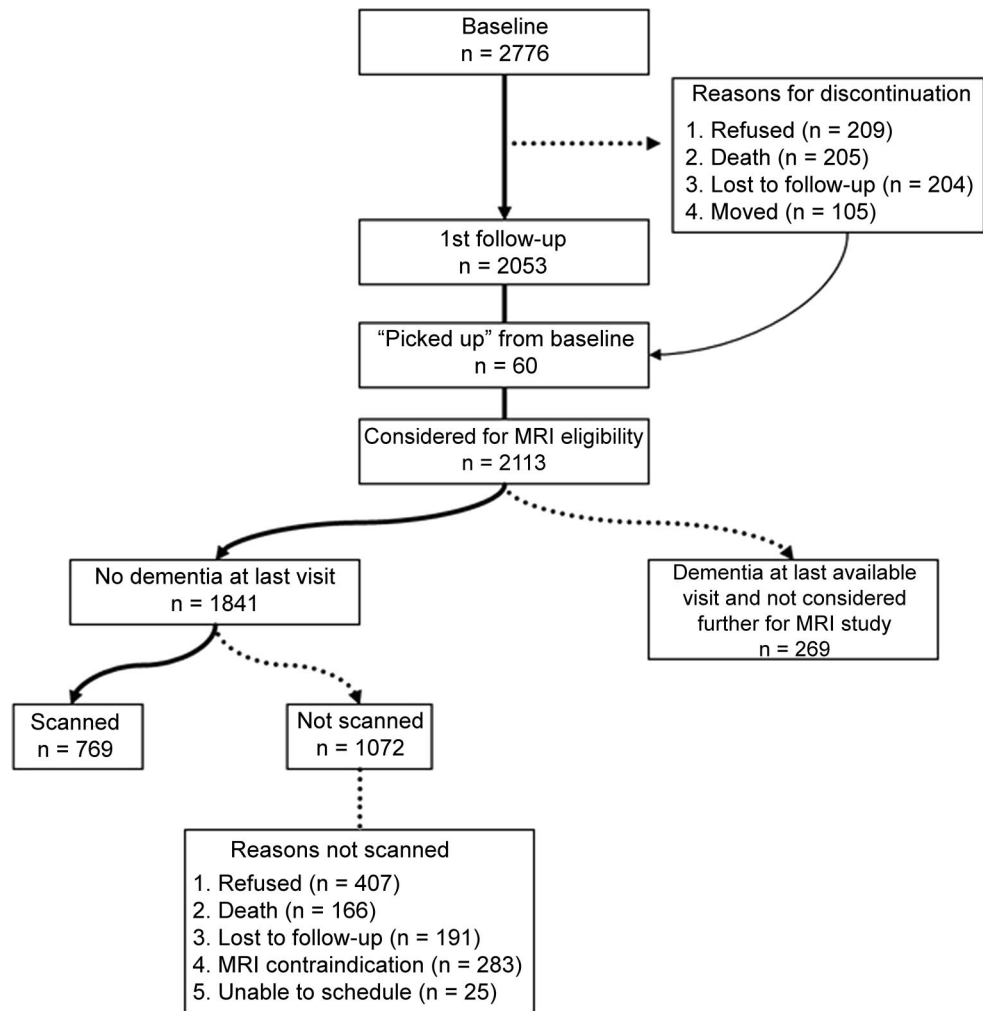 Baseline
n = 2776
Reasons for discontinuation
1. Refused (n = 209)
2. Death (n = 205)
3. Lost to follow-up (n = 204)
4. Moved (n = 105)
1st follow-up
n = 2053
“Picked up” from baseline
n = 60
Considered for MRI eligibility
n = 2113
No dementia at last visit
n = 1841
Dementia at last available
visit and not considered
further for MRI study
n = 269
Scanned
n = 769
Not scanned
n = 1072
Reasons not scanned
1. Refused (n = 407)
2. Death (n = 166)
3. Lost to follow-up (n = 191)
4. MRI contraindication (n = 283)
5. Unable to schedule (n = 25)